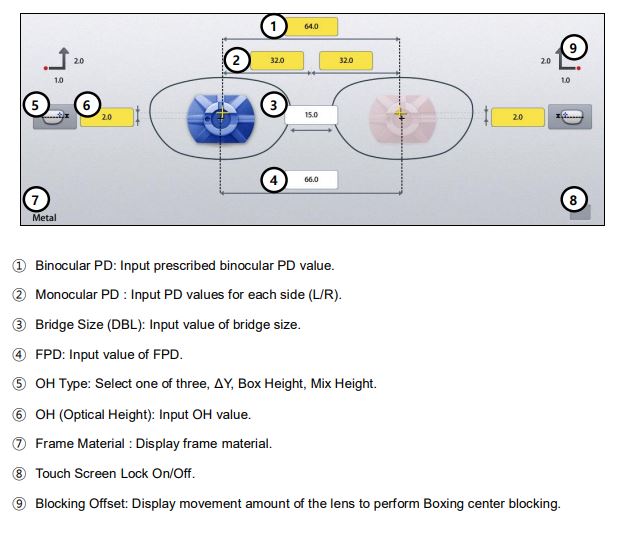 ① 64.0
② 32.0 32.0
2.0 2.0 ⑨
1.0 1.0
⑤ ⑥ 2.0 ③ 15.0 2.0
④ 66.0
⑦ ⑧
Metal
① Binocular PD: Input prescribed binocular PD value.
② Monocular PD : Input PD values for each side (L/R).
③ Bridge Size (DBL): Input value of bridge size.
④ FPD: Input value of FPD.
⑤ OH Type: Select one of three, ΔY, Box Height, Mix Height.
⑥ OH (Optical Height): Input OH value.
⑦ Frame Material : Display frame material.
⑧ Touch Screen Lock On/Off.
⑨ Blocking Offset: Display movement amount of the lens to perform Boxing center blocking.